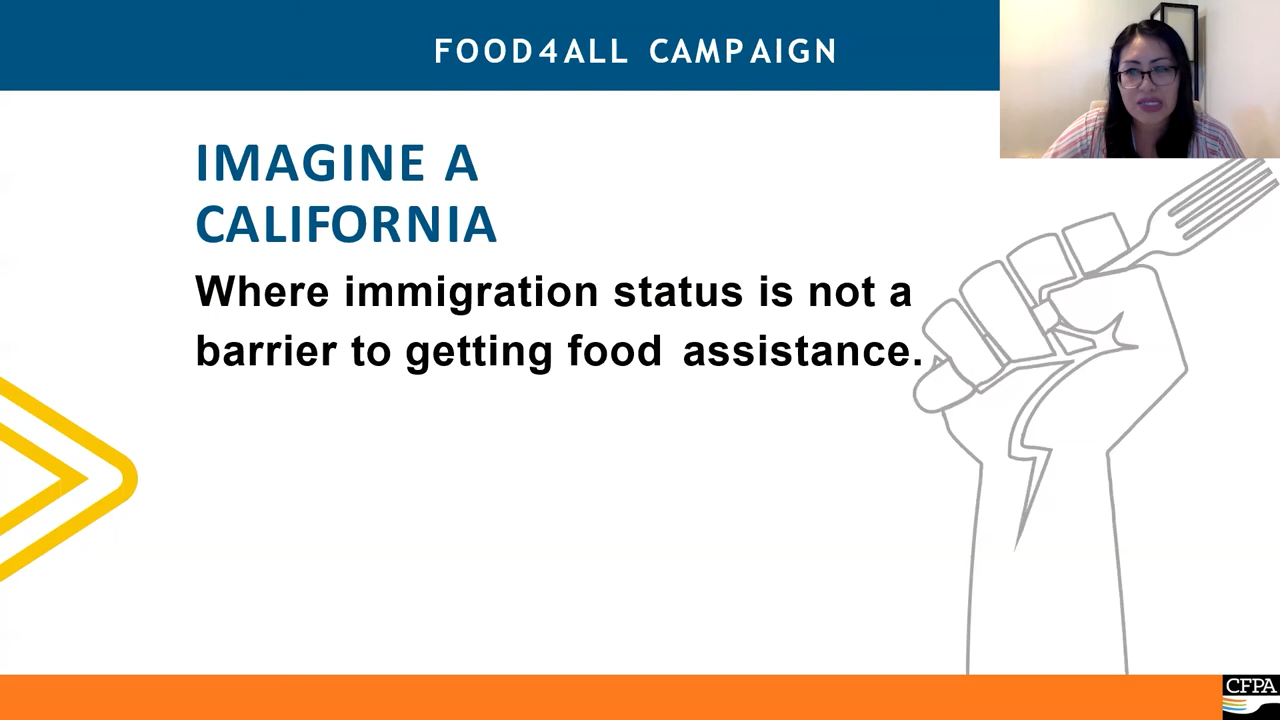 FOOD4ALL CAMPAIGN
IMAGINE A
CALIFORNIA
Where immigration status is not a
barrier to getting food assistance.
CFPA